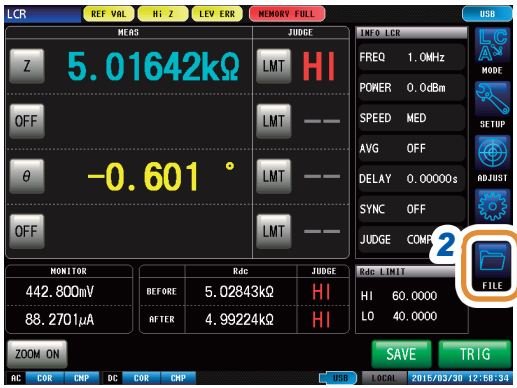 LCR REF VAL Hi Z LEV ERR MEMORY FULL USB
MEAS JUDGE INFO LCR
Z 5.01642kΩ LMT HI
FREQ 1.0MHz
LC
MODE
POWER 0.0dBm
OFF LMT ---
SPEED MED
SETUP
AVG OFF
θ -0.601 ° LMT ---
DELAY 0.00000s
ADJUST
SYNC OFF
OFF LMT ---
JUDGE
2
MONITOR Rdc JUDGE Rdc LIMIT
FILE
442.800mV BEFORE 5.02843kΩ HI
HI 60.0000
88.2701μA AFTER 4.99224kΩ HI
LO 40.0000
ZOOM ON SAVE TRIG
AC COR CMP DC COR CMP USB LOCAL 2015/03/30 12:58:34